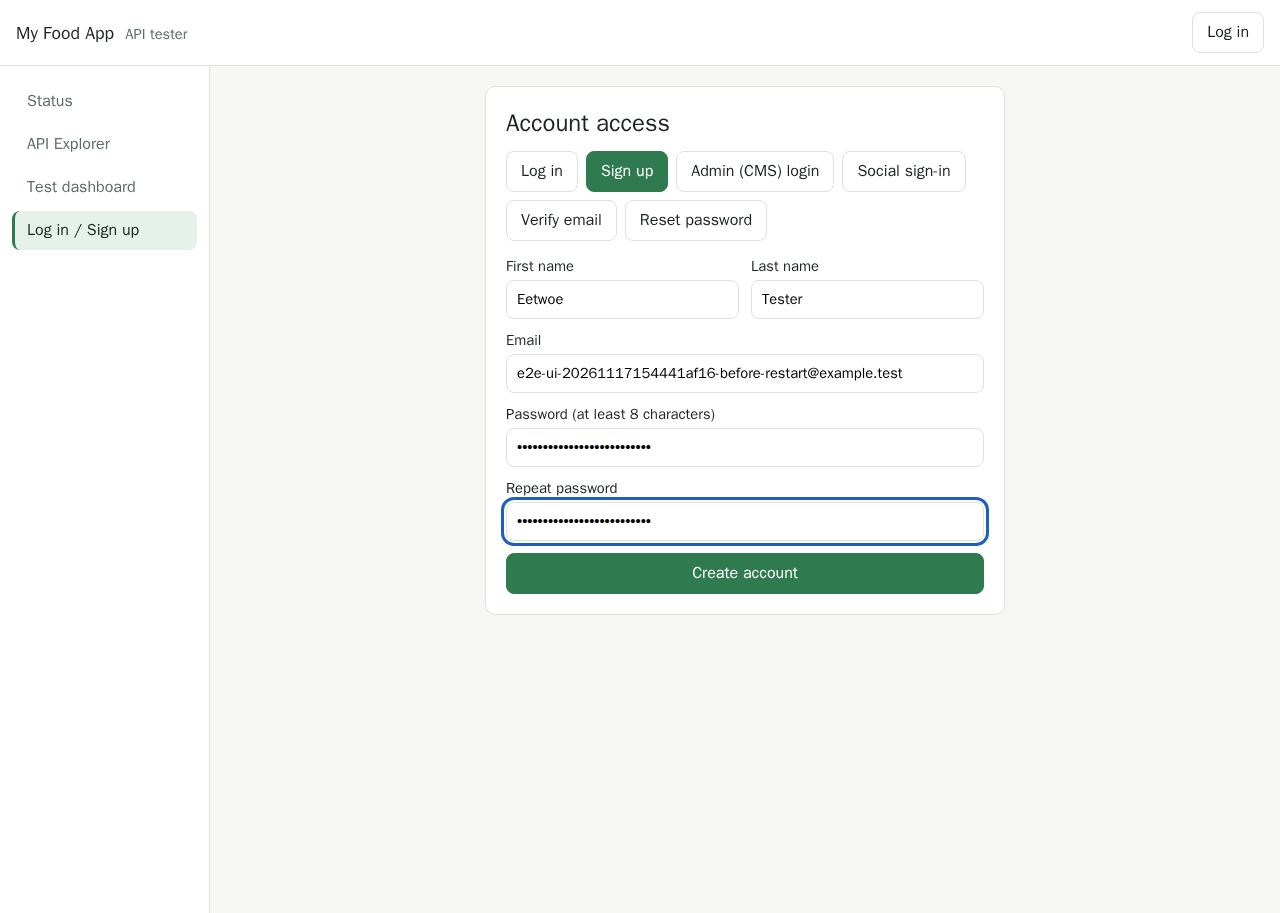 My Food App API tester
Log in
Status
API Explorer
Test dashboard
Log in / Sign up
Account access
Log in Sign up Admin (CMS) login Social sign-in
Verify email Reset password
First name Last name
Eetwoe Tester
Email
e2e-ui-20261117154441af16-before-restart@example.test
Password (at least 8 characters)
••••••••••••••••••••••••••
Repeat password
••••••••••••••••••••••••••
Create account